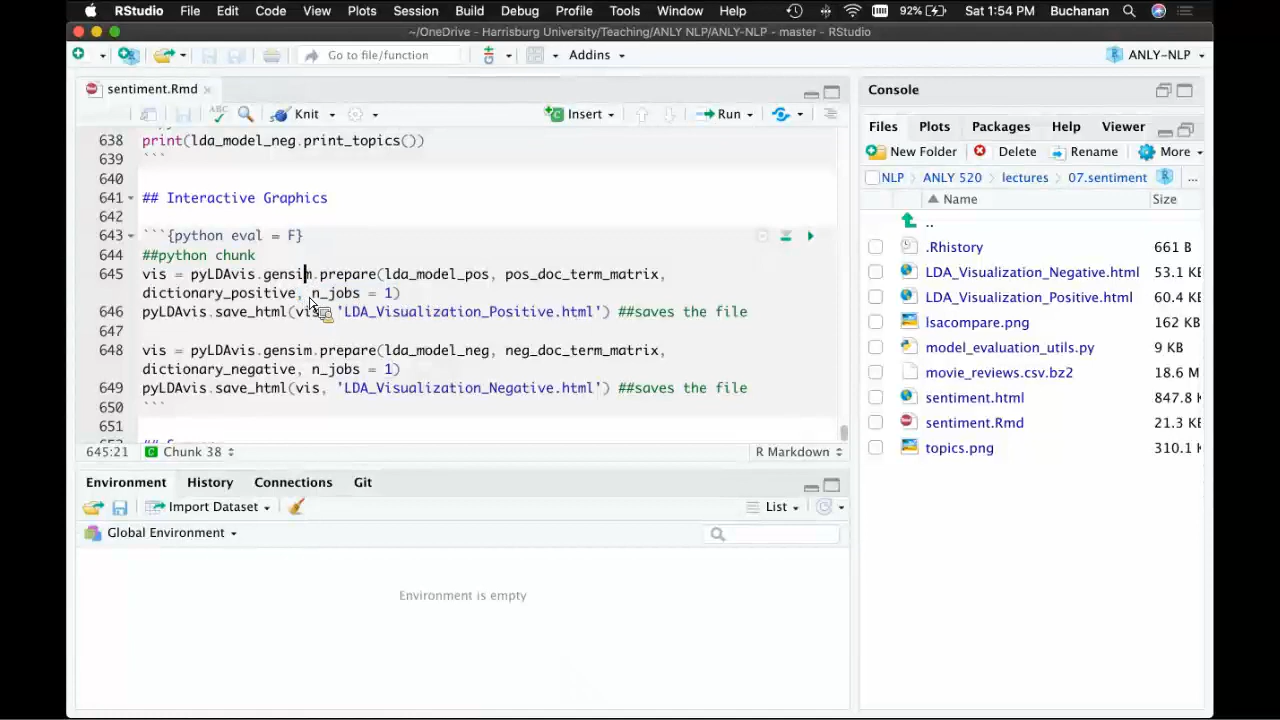 RStudio File Edit Code View Plots Session Build Debug Profile Tools Window Help 92% Sat 1:54 PM Buchanan
~/OneDrive - Harrisburg University/Teaching/ANLY NLP/ANLY-NLP - master - RStudio
Go to file/function Addins ANLY-NLP
sentiment.Rmd
ABC Knit Insert Run
638 print(lda_model_neg.print_topics())
639 ```
640
641 ## Interactive Graphics
642
643 ```{python eval = F}
644 ##python chunk
645 vis = pyLDAvis.gensim.prepare(lda_model_pos, pos_doc_term_matrix,
dictionary_positive, n_jobs = 1)
646 pyLDAvis.save_html(vis, 'LDA_Visualization_Positive.html') ##saves the file
647
648 vis = pyLDAvis.gensim.prepare(lda_model_neg, neg_doc_term_matrix,
dictionary_negative, n_jobs = 1)
649 pyLDAvis.save_html(vis, 'LDA_Visualization_Negative.html') ##saves the file
650 ```
651
645:21 Chunk 38 R Markdown
Environment History Connections Git
Import Dataset List
Global Environment
Environment is empty
Console
Files Plots Packages Help Viewer
New Folder Delete Rename More
NLP ANLY 520 lectures 07.sentiment ...
Name Size
..
.Rhistory 661 B
LDA_Visualization_Negative.html 53.1 K
LDA_Visualization_Positive.html 60.4 K
lsacompare.png 162 KB
model_evaluation_utils.py 9 KB
movie_reviews.csv.bz2 18.6 M
sentiment.html 847.8 K
sentiment.Rmd 21.3 K
topics.png 310.1 K